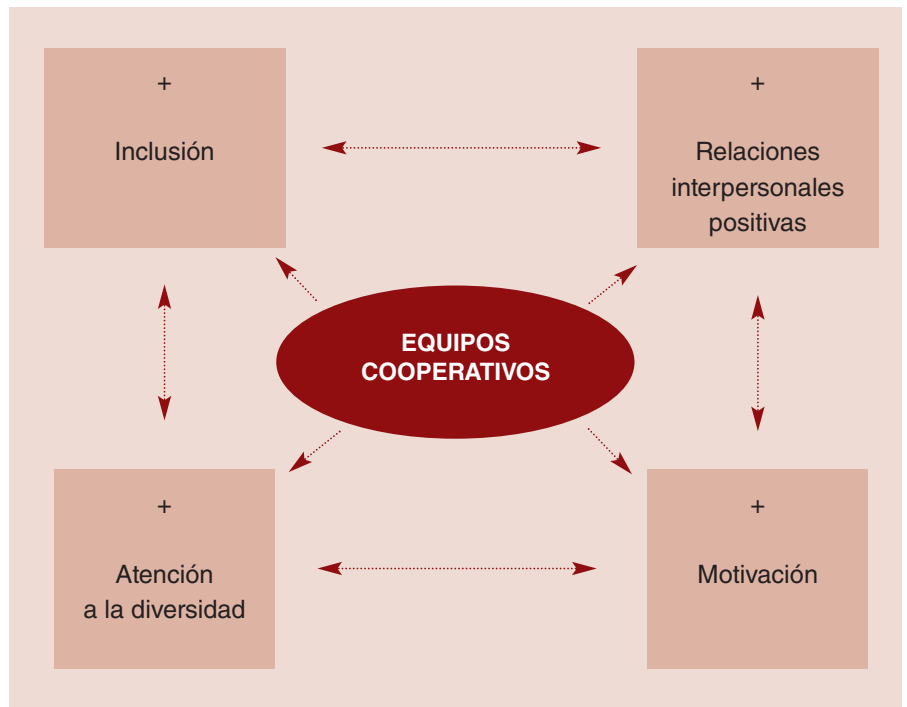 +
Inclusión
+
Relaciones
interpersonales
positivas
EQUIPOS
COOPERATIVOS
+
Atención
a la diversidad
+
Motivación